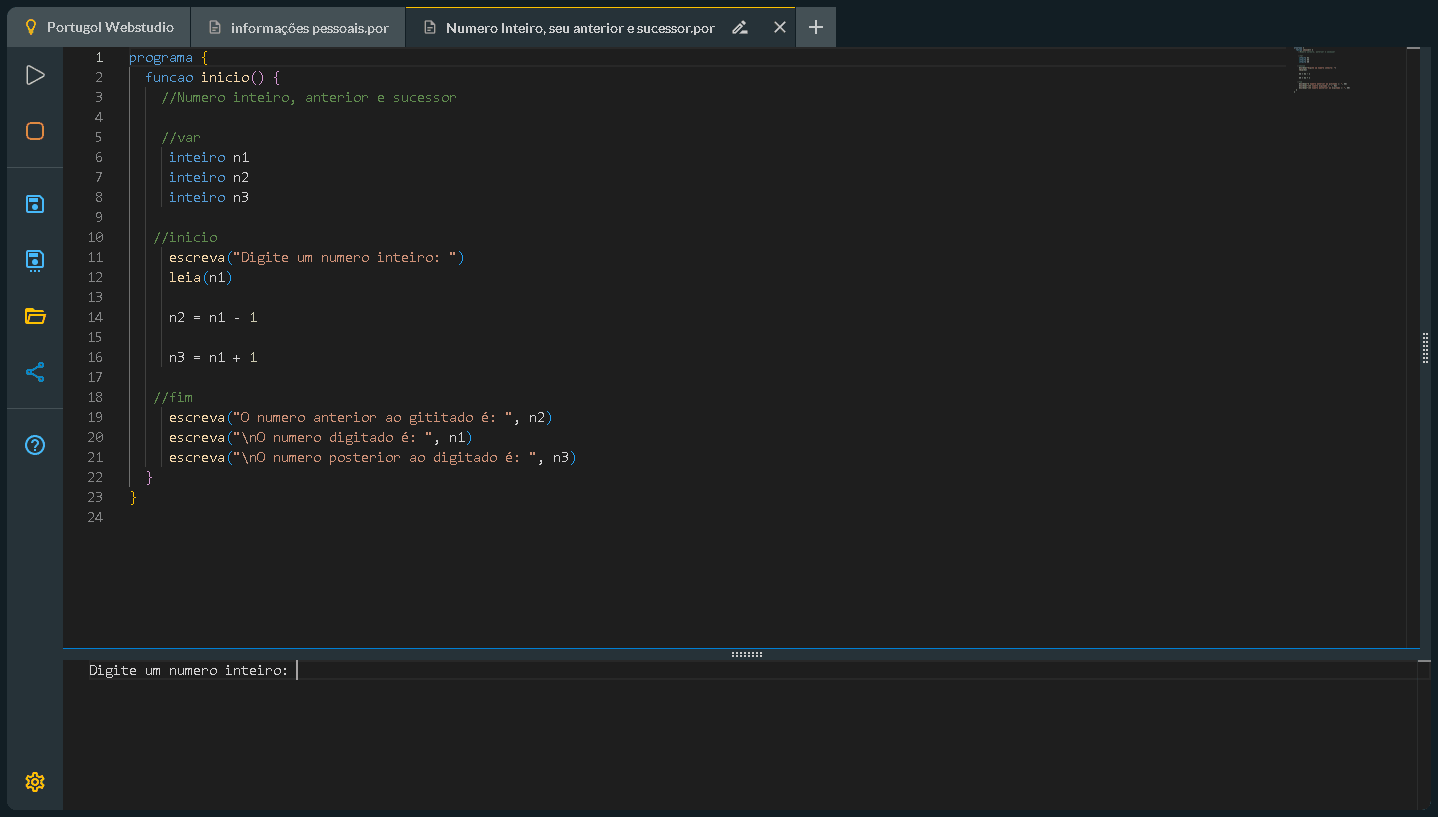 Portugol Webstudio
informações pessoais.por
Numero Inteiro, seu anterior e sucessor.por
1 programa {
2 funcao inicio() {
3 //Numero inteiro, anterior e sucessor
4
5 //var
6 inteiro n1
7 inteiro n2
8 inteiro n3
9
10 //inicio
11 escreva("Digite um numero inteiro: ")
12 leia(n1)
13
14 n2 = n1 - 1
15
16 n3 = n1 + 1
17
18 //fim
19 escreva("O numero anterior ao gititado é: ", n2)
20 escreva("\nO numero digitado é: ", n1)
21 escreva("\nO numero posterior ao digitado é: ", n3)
22 }
23 }
24
Digite um numero inteiro: